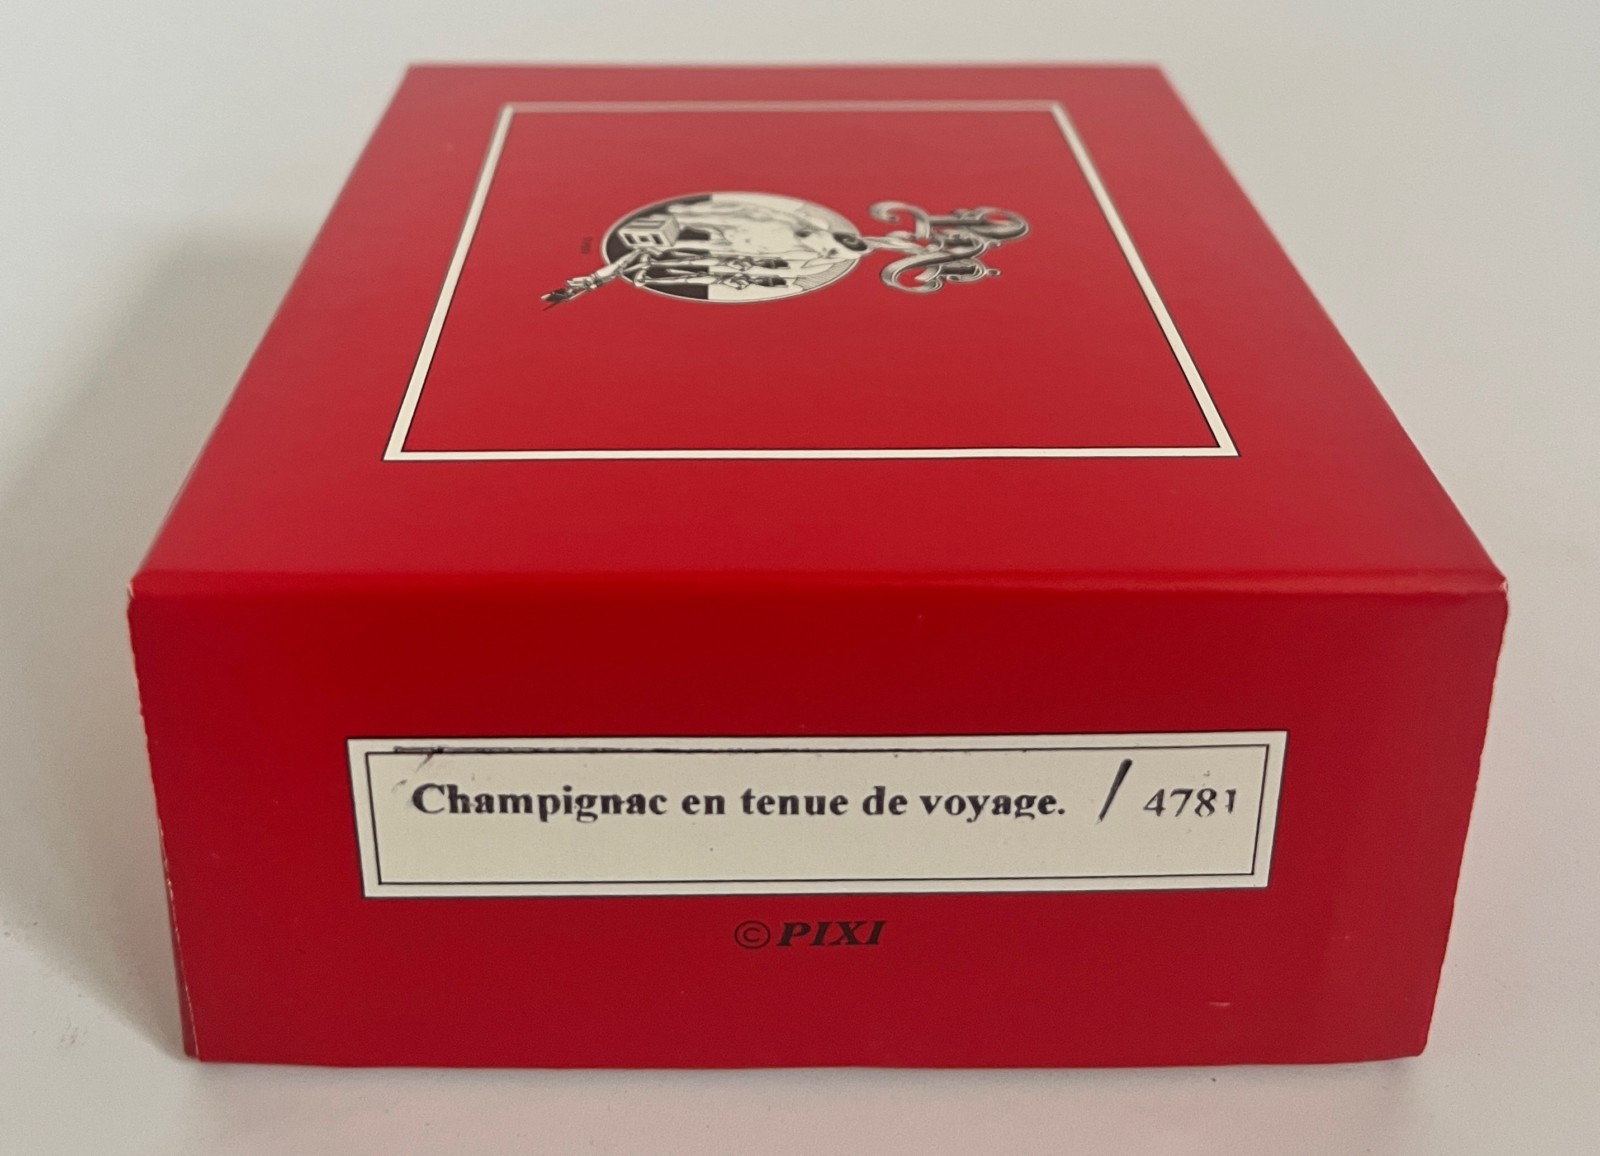 Champignac en tenue de voyage. / 4781
©PIXI